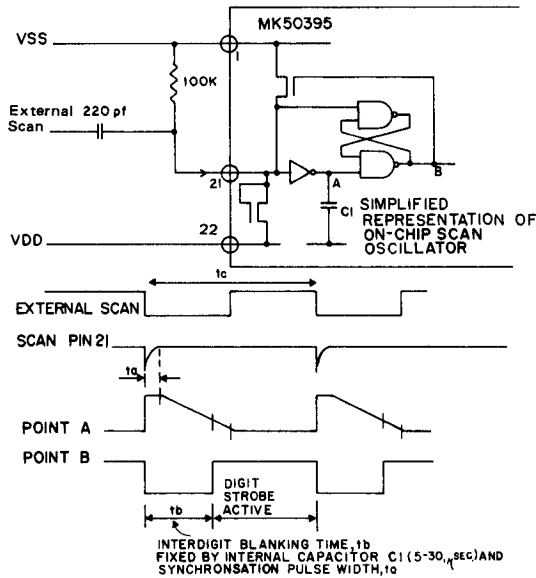 MK50395
VSS
1
100K
External 220 pf
Scan
B
21
A
C1
SIMPLIFIED
REPRESENTATION OF
ON-CHIP SCAN
OSCILLATOR
22
VDD
tc
EXTERNAL SCAN
SCAN PIN 21
ta
POINT A
POINT B
DIGIT
STROBE
ACTIVE
tb
INTERDIGIT BLANKING TIME, tb
FIXED BY INTERNAL CAPACITOR C1 (5-30 SEC.) AND
SYNCHRONSATION PULSE WIDTH, ta